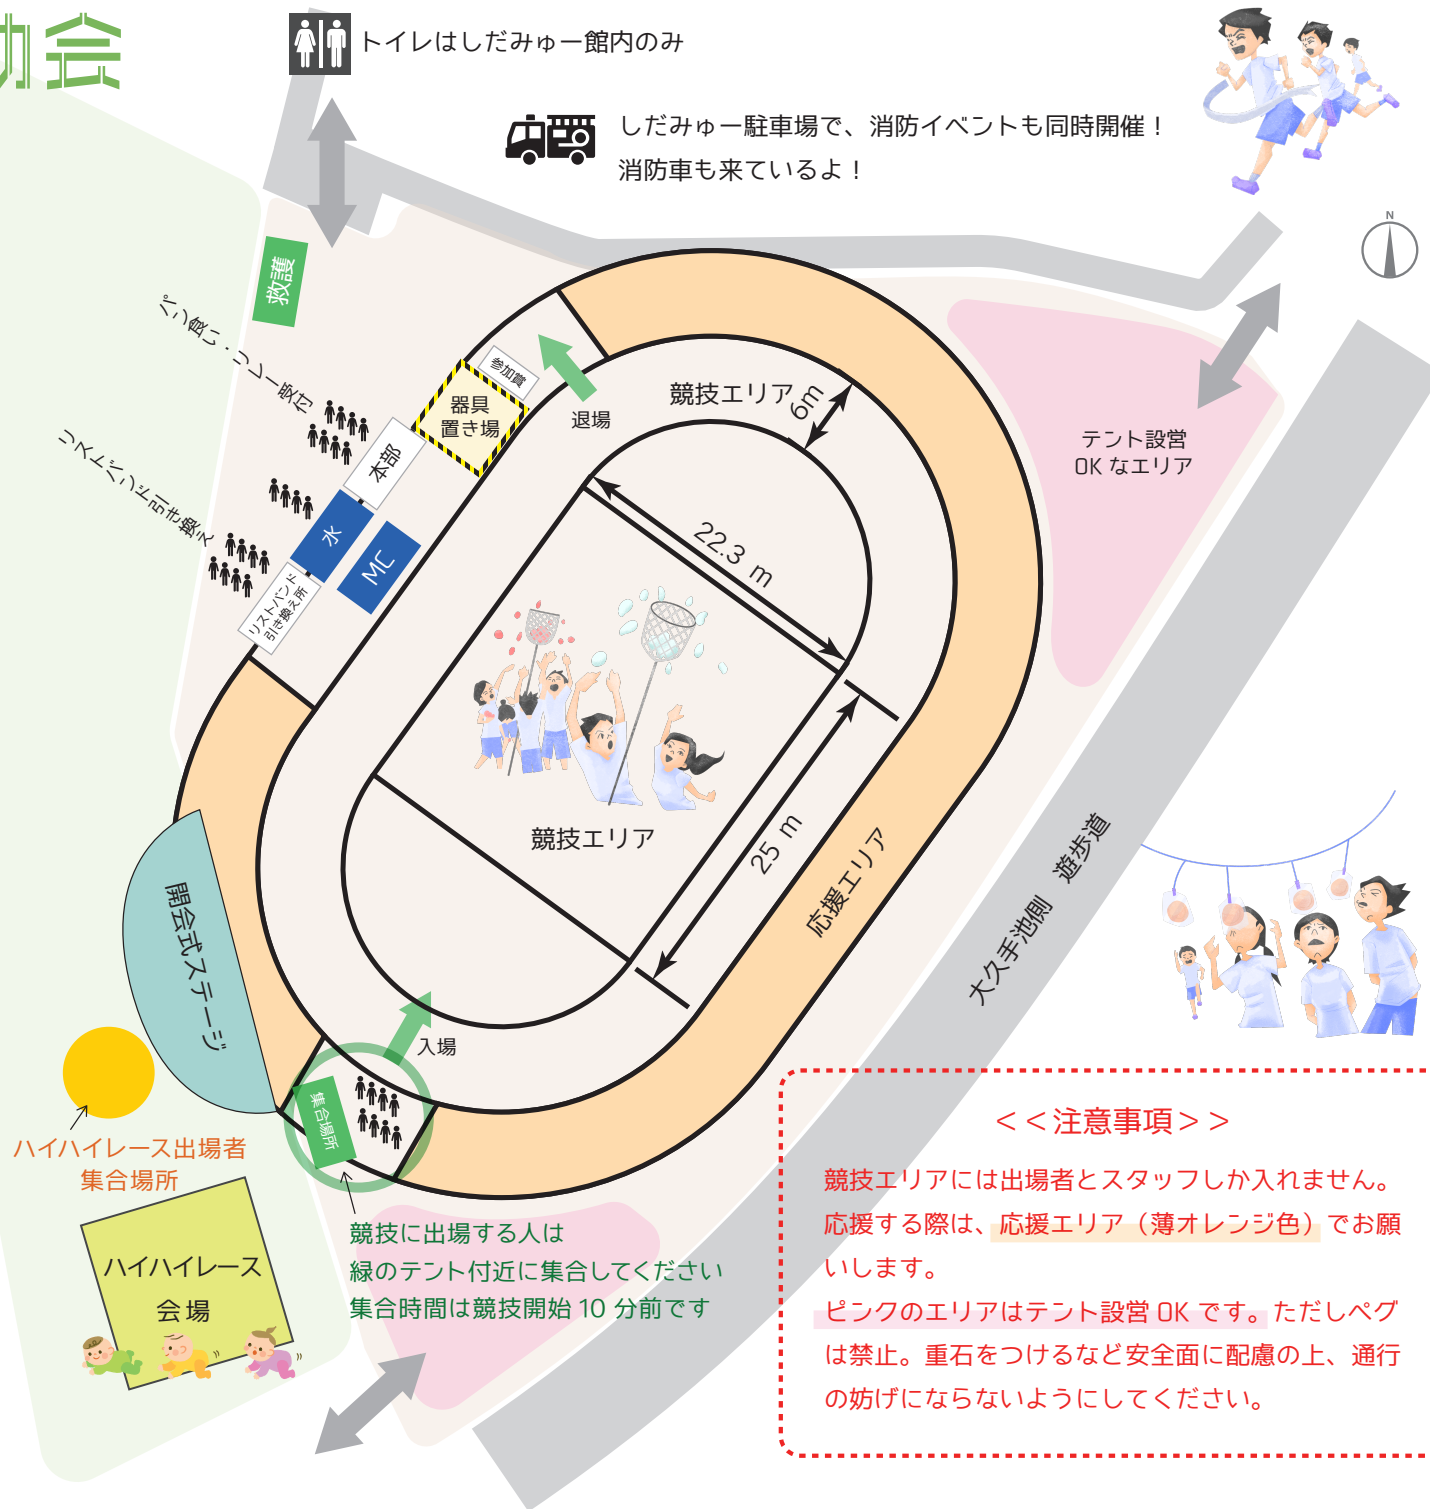 動会
トイレはしだみゅー館内のみ
しだみゅー駐車場で、消防イベントも同時開催！
消防車も来ているよ！
N
救護
パン食い・リレー受付
リストバンド引き換え
参加賞
器具
置き場
退場
本部
水
MC
リストバンド
引き換え所
競技エリア
6m
22.3 m
25 m
競技エリア
テント設営
OK なエリア
応援エリア
大久手池側　遊歩道
開会式ステージ
入場
集合場所
ハイハイレース出場者
集合場所
ハイハイレース
会場
競技に出場する人は
緑のテント付近に集合してください
集合時間は競技開始 10 分前です
＜＜注意事項＞＞
競技エリアには出場者とスタッフしか入れません。
応援する際は、応援エリア（薄オレンジ色）でお願
いします。
ピンクのエリアはテント設営 OK です。ただしペグ
は禁止。重石をつけるなど安全面に配慮の上、通行
の妨げにならないようにしてください。